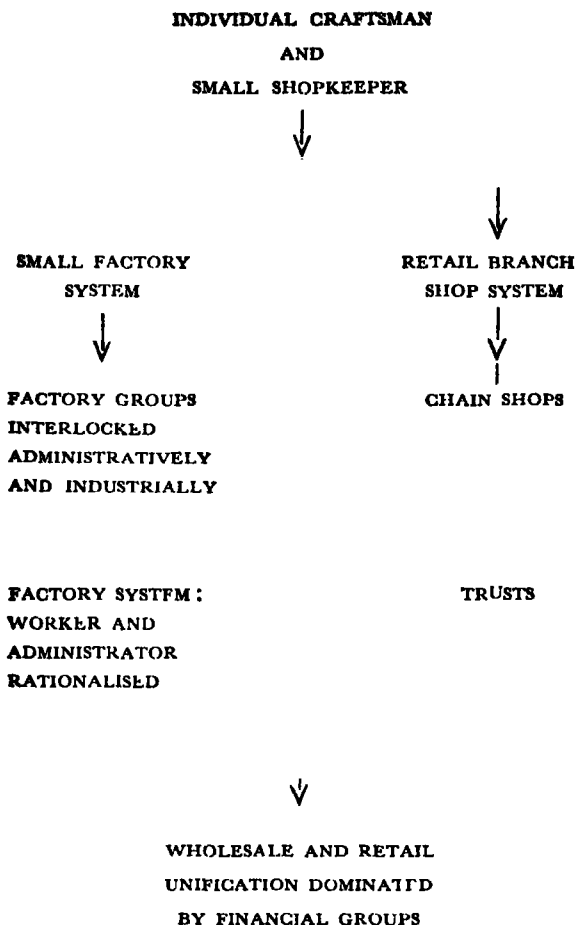 INDIVIDUAL CRAFTSMAN
AND
SMALL SHOPKEEPER
SMALL FACTORY
SYSTEM
RETAIL BRANCH
SHOP SYSTEM
FACTORY GROUPS
INTERLOCKED
ADMINISTRATIVELY
AND INDUSTRIALLY
CHAIN SHOPS
FACTORY SYSTEM:
WORKER AND
ADMINISTRATOR
RATIONALISED
TRUSTS
WHOLESALE AND RETAIL
UNIFICATION DOMINATED
BY FINANCIAL GROUPS